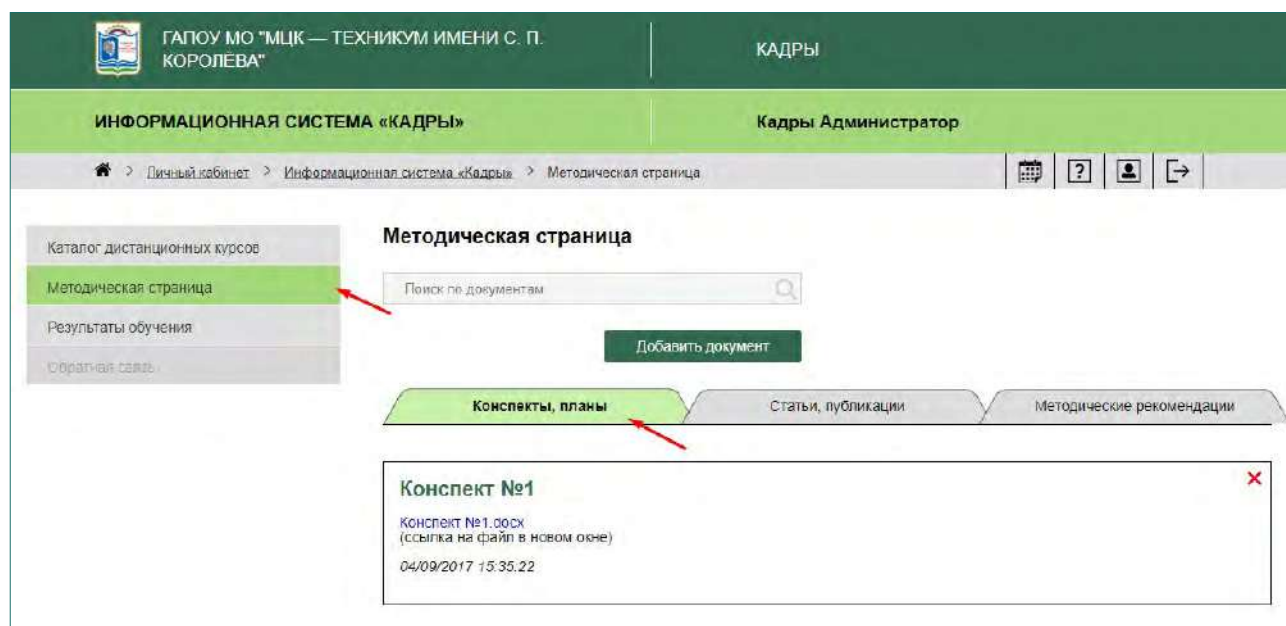 ГАПОУ МО "МЦК — ТЕХНИКУМ ИМЕНИ С. П.
КОРОЛЁВА"
КАДРЫ
ИНФОРМАЦИОННАЯ СИСТЕМА «КАДРЫ»
Кадры Администратор
> Личный кабинет > Информационная система «Кадры» > Методическая страница
?
Каталог дистанционных курсов
Методическая страница
Результаты обучения
Обратная связь
Методическая страница
Поиск по документам
Добавить документ
Конспекты, планы
Статьи, публикации
Методические рекомендации
Конспект №1
Конспект №1.docx
(ссылка на файл в новом окне)
04/09/2017 15:35:22